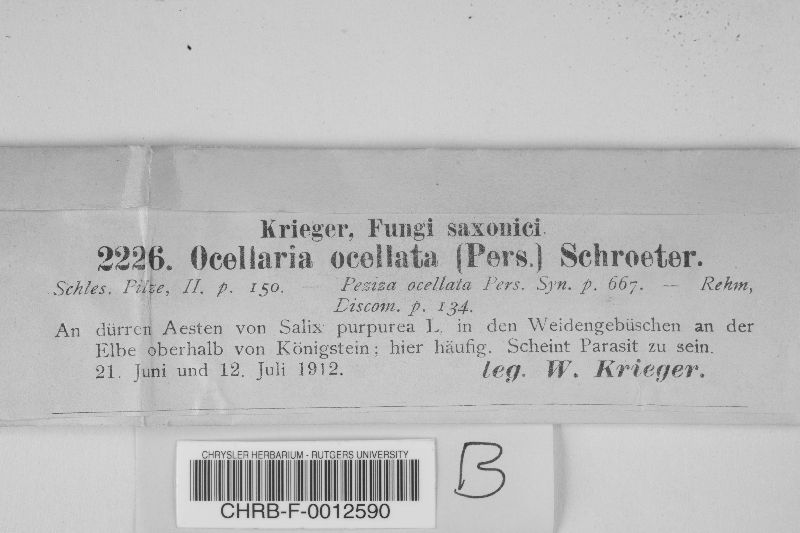 Krieger, Fungi saxonici.
2226. Ocellaria ocellata (Pers.) Schroeter.
Schles. Pilze, II. p. 150. — Peziza ocellata Pers. Syn. p. 667. — Rehm,
Discom. p. 134.
An dürren Aesten von Salix purpurea L. in den Weidengebüschen an der
Elbe oberhalb von Königstein; hier häufig. Scheint Parasit zu sein.
21. Juni und 12. Juli 1912. leg. W. Krieger.
CHRYSLER HERBARIUM - RUTGERS UNIVERSITY
CHRB-F-0012590
B